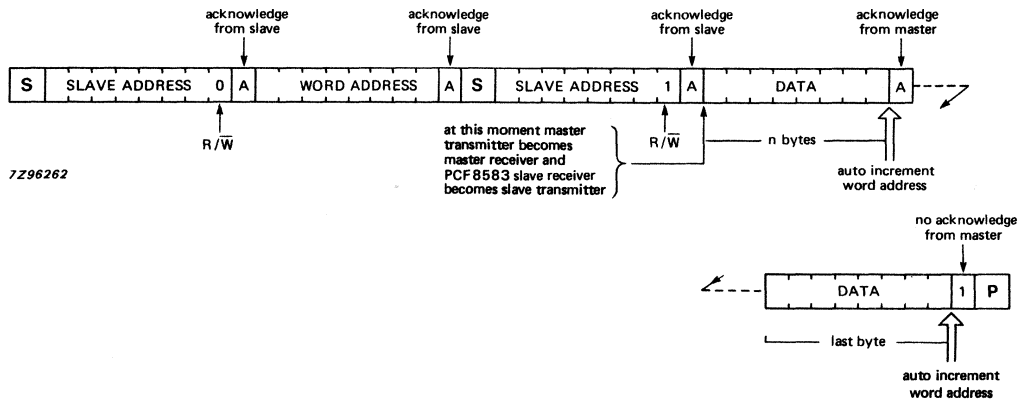 acknowledge
from slave
acknowledge
from slave
acknowledge
from slave
acknowledge
from master
S SLAVE ADDRESS 0 A WORD ADDRESS A S SLAVE ADDRESS 1 A DATA A
R/W̅
R/W̅
at this moment master
transmitter becomes
master receiver and
PCF8583 slave receiver
becomes slave transmitter
n bytes
auto increment
word address
7Z96262
no acknowledge
from master
DATA 1 P
last byte
auto increment
word address